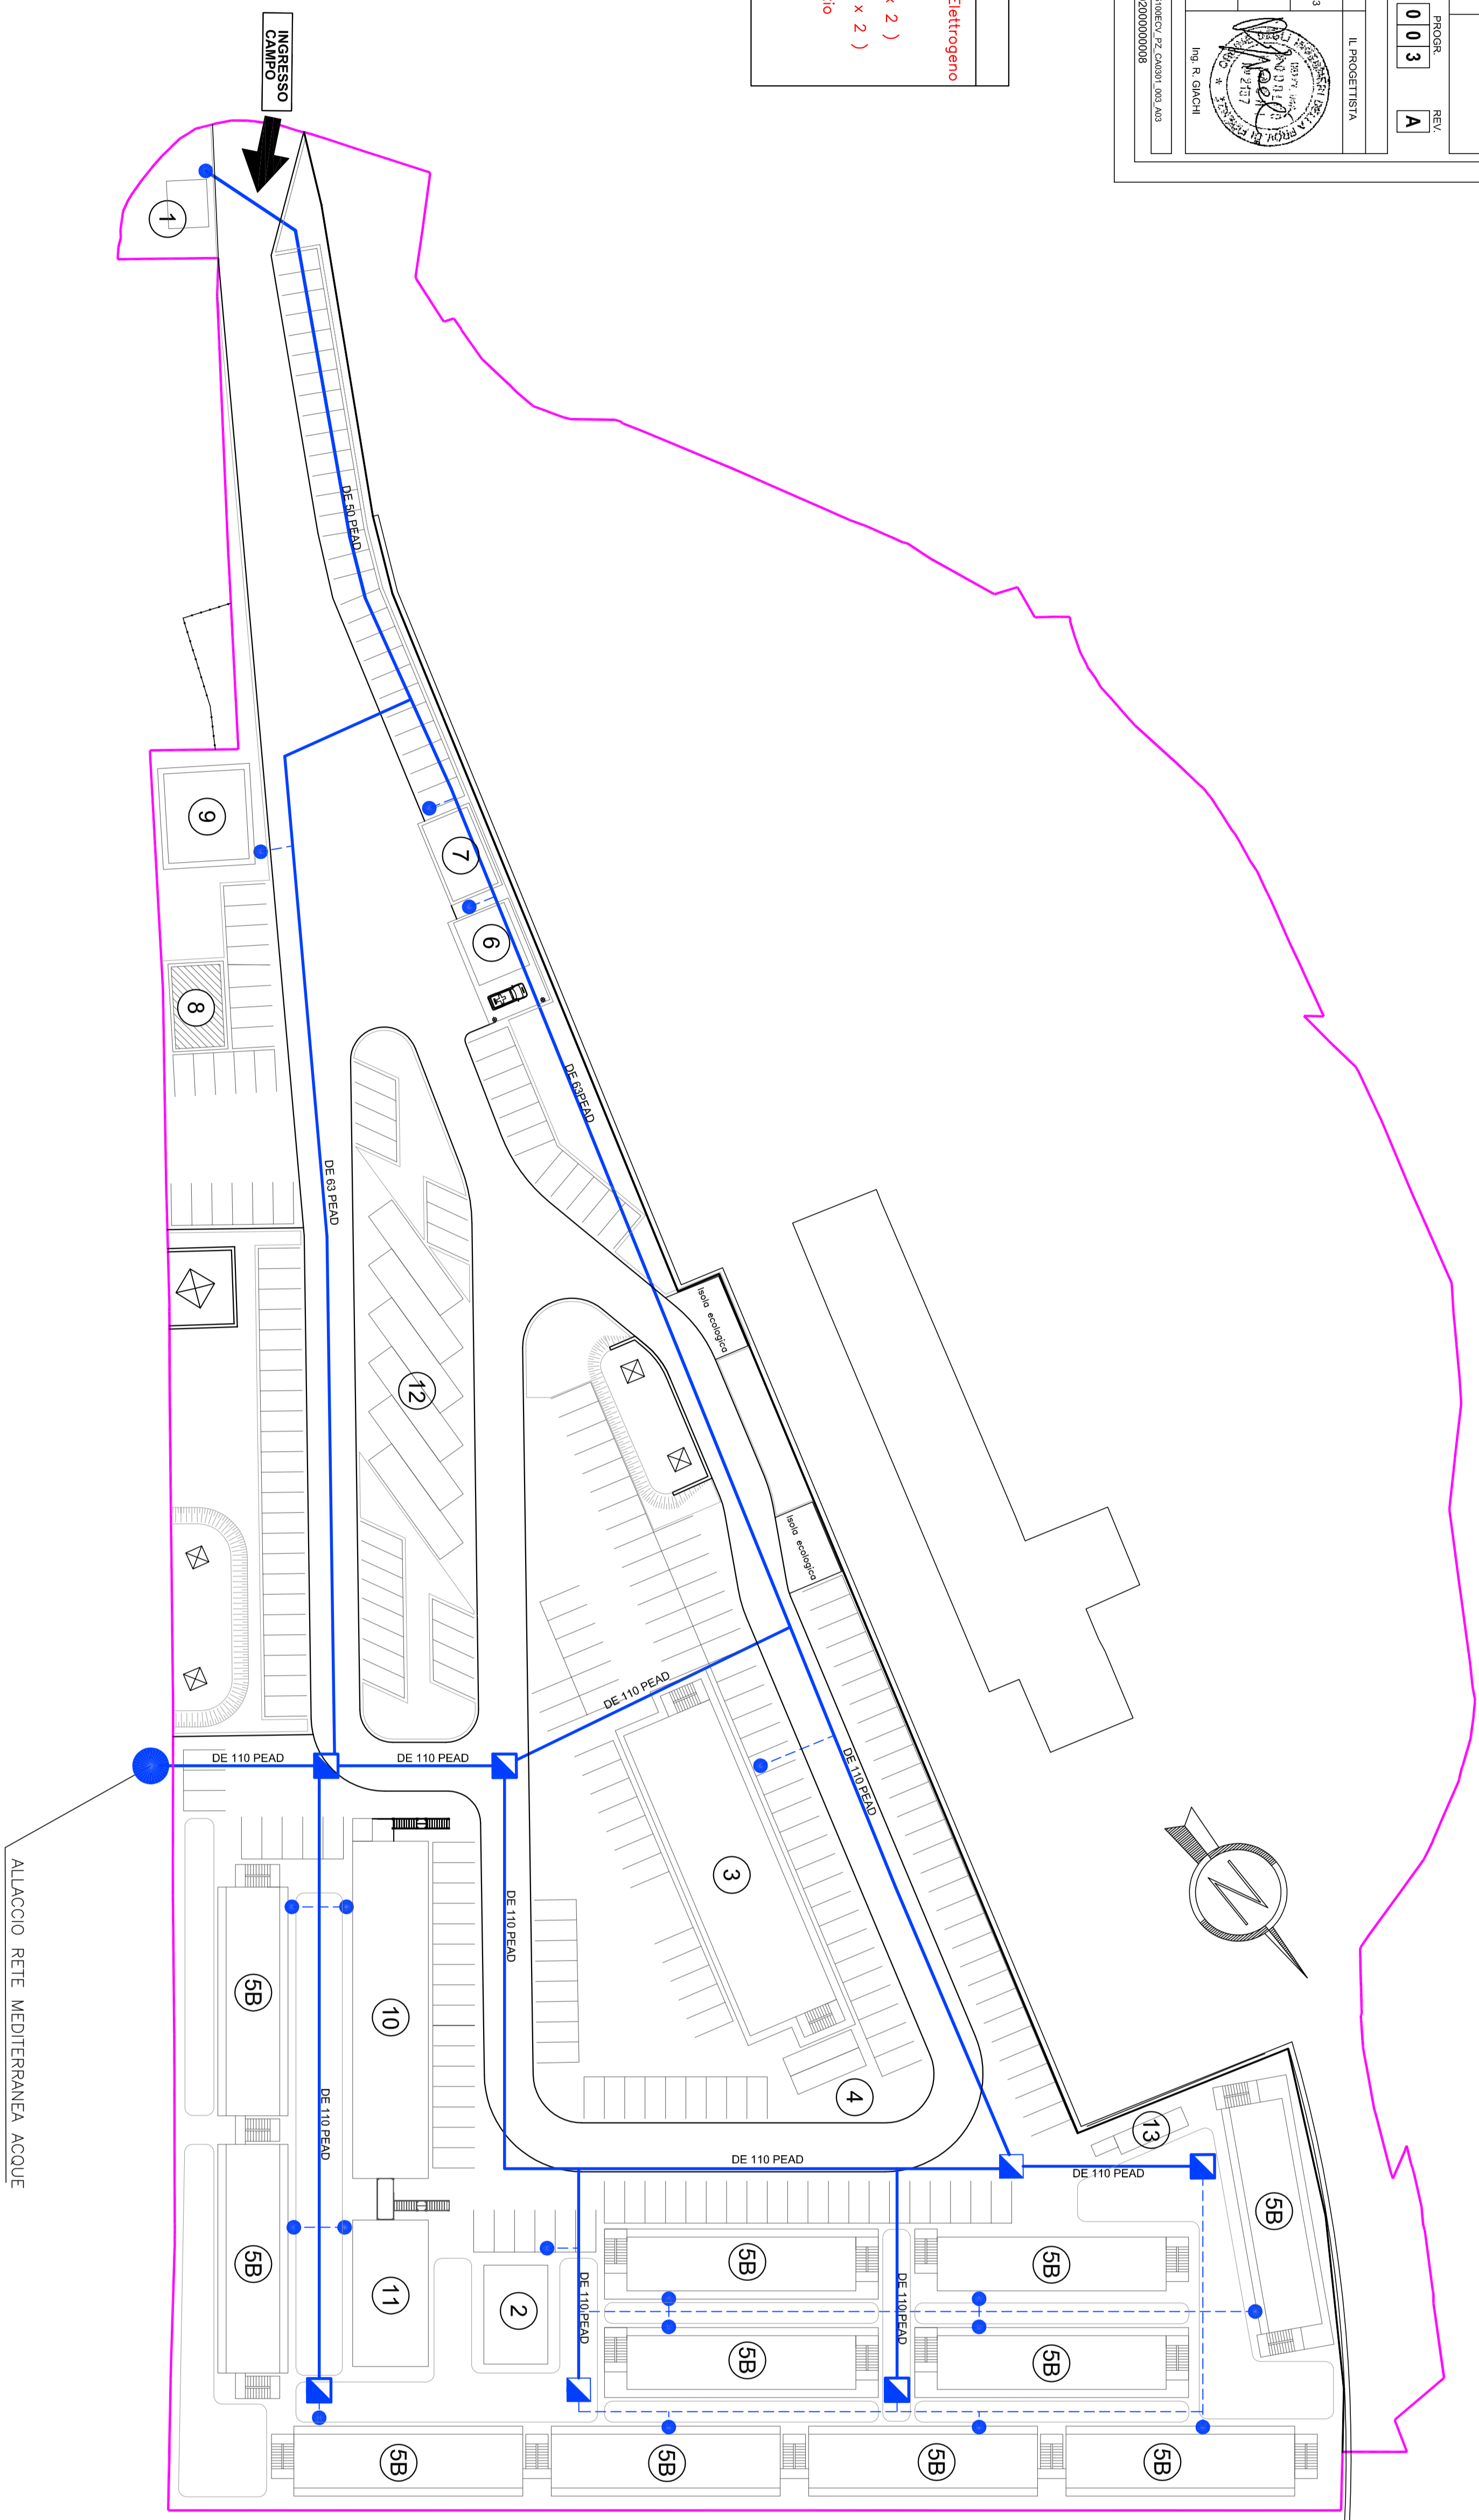 Elettrogeno
x 2 )
x 2 )
PROGR.
REV.
0 0 3
A
IL PROGETTISTA
Ing. R. GIACHI
INGRESSO
CAMPO
1
DE 50 PEAD
9
7
6
8
DE 63PEAD
DE 63 PEAD
Isola ecologica
12
Isola ecologica
DE 110 PEAD
DE 110 PEAD
DE 110 PEAD
DE 110 PEAD
3
N
5B
10
DE 110 PEAD
DE 110 PEAD
4
13
DE 110 PEAD
DE 110 PEAD
5B
5B
11
2
DE 110 PEAD
5B
DE 110 PEAD
5B
5B
5B
5B
5B
5B
5B
ALLACCIO RETE MEDITERRANEA ACQUE